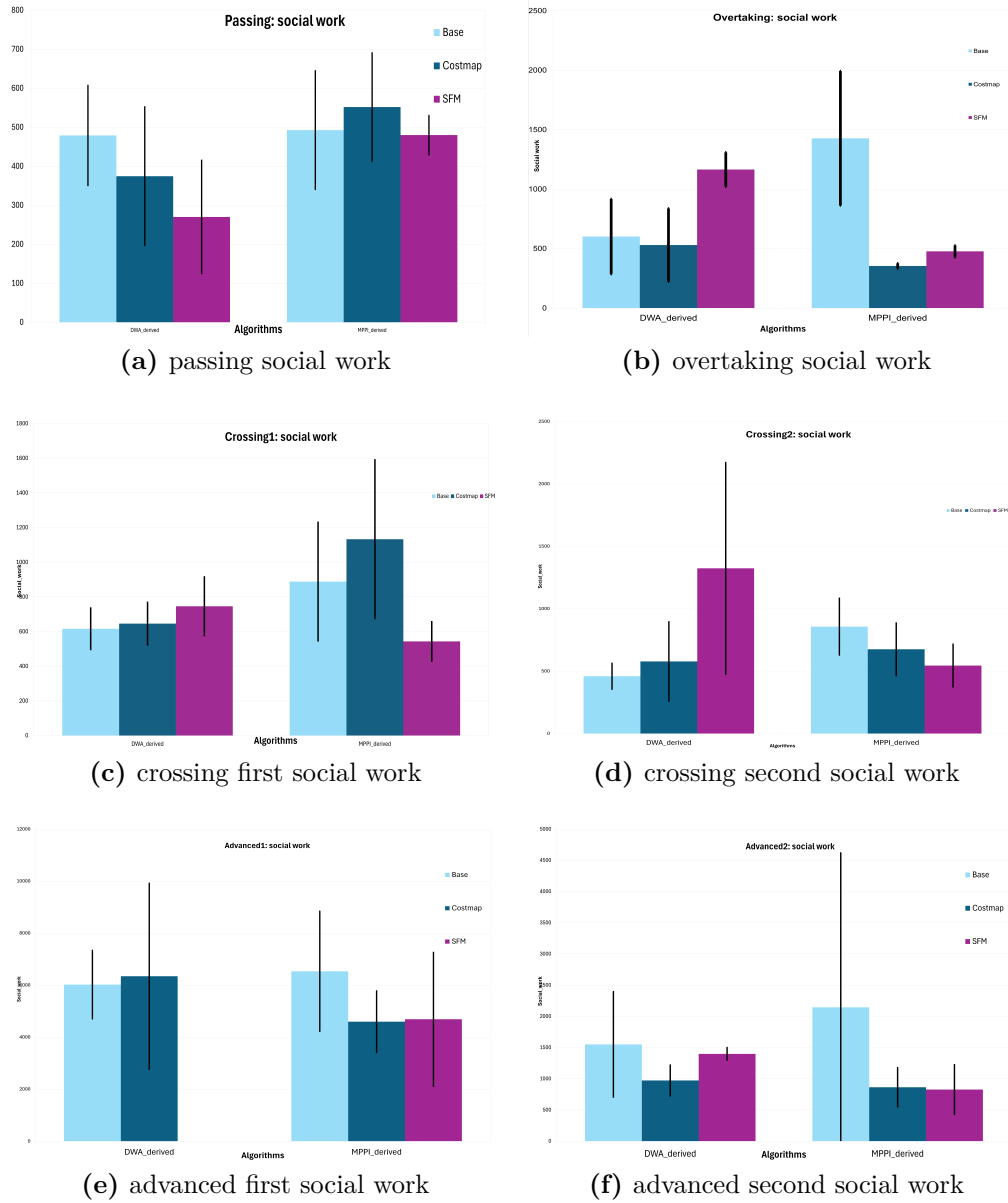 Passing: social work
Base
Costmap
SFM
800
700
600
500
400
300
200
100
0
DWA_derived
MPPI_derived
Algorithms
(a) passing social work
Overtaking: social work
Base
Costmap
SFM
Social work
2500
2000
1500
1000
500
0
DWA_derived
MPPI_derived
Algorithms
(b) overtaking social work
Crossing1: social work
Base Costmap SFM
Social_work
1800
1600
1400
1200
1000
800
600
400
200
0
DWA_derived
MPPI_derived
Algorithms
(c) crossing first social work
Crossing2: social work
Base Costmap SFM
Social_work
2500
2000
1500
1000
500
0
DWA_derived
MPPI_derived
Algorithms
(d) crossing second social work
Advanced1: social work
Base
Costmap
SFM
Social_work
12000
10000
8000
6000
4000
2000
0
DWA_derived
MPPI_derived
Algorithms
(e) advanced first social work
Advanced2: social work
Base
Costmap
SFM
Social_work
5000
4500
4000
3500
3000
2500
2000
1500
1000
500
0
DWA_derived
MPPI_derived
Algorithms
(f) advanced second social work